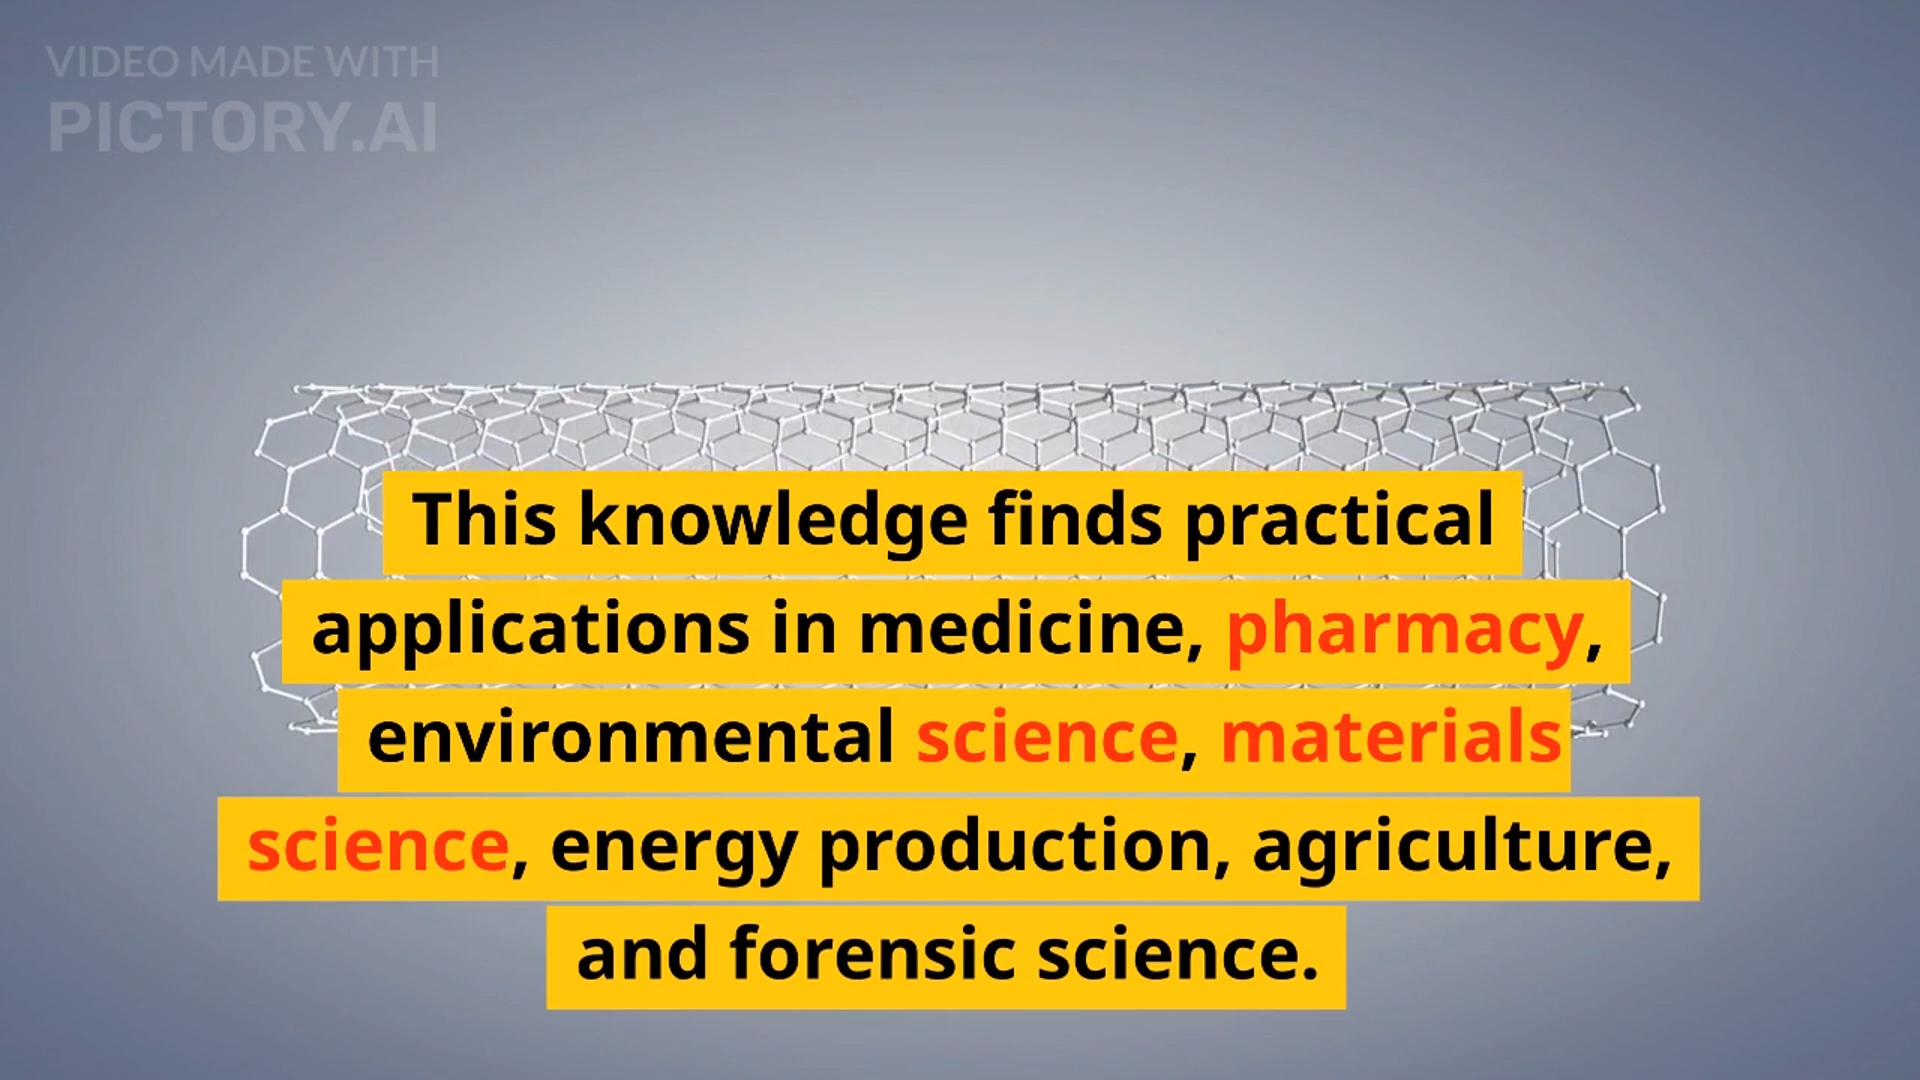 VIDEO MADE WITH
PICTORY.AI
This knowledge finds practical
applications in medicine, pharmacy,
environmental science, materials
science, energy production, agriculture,
and forensic science.